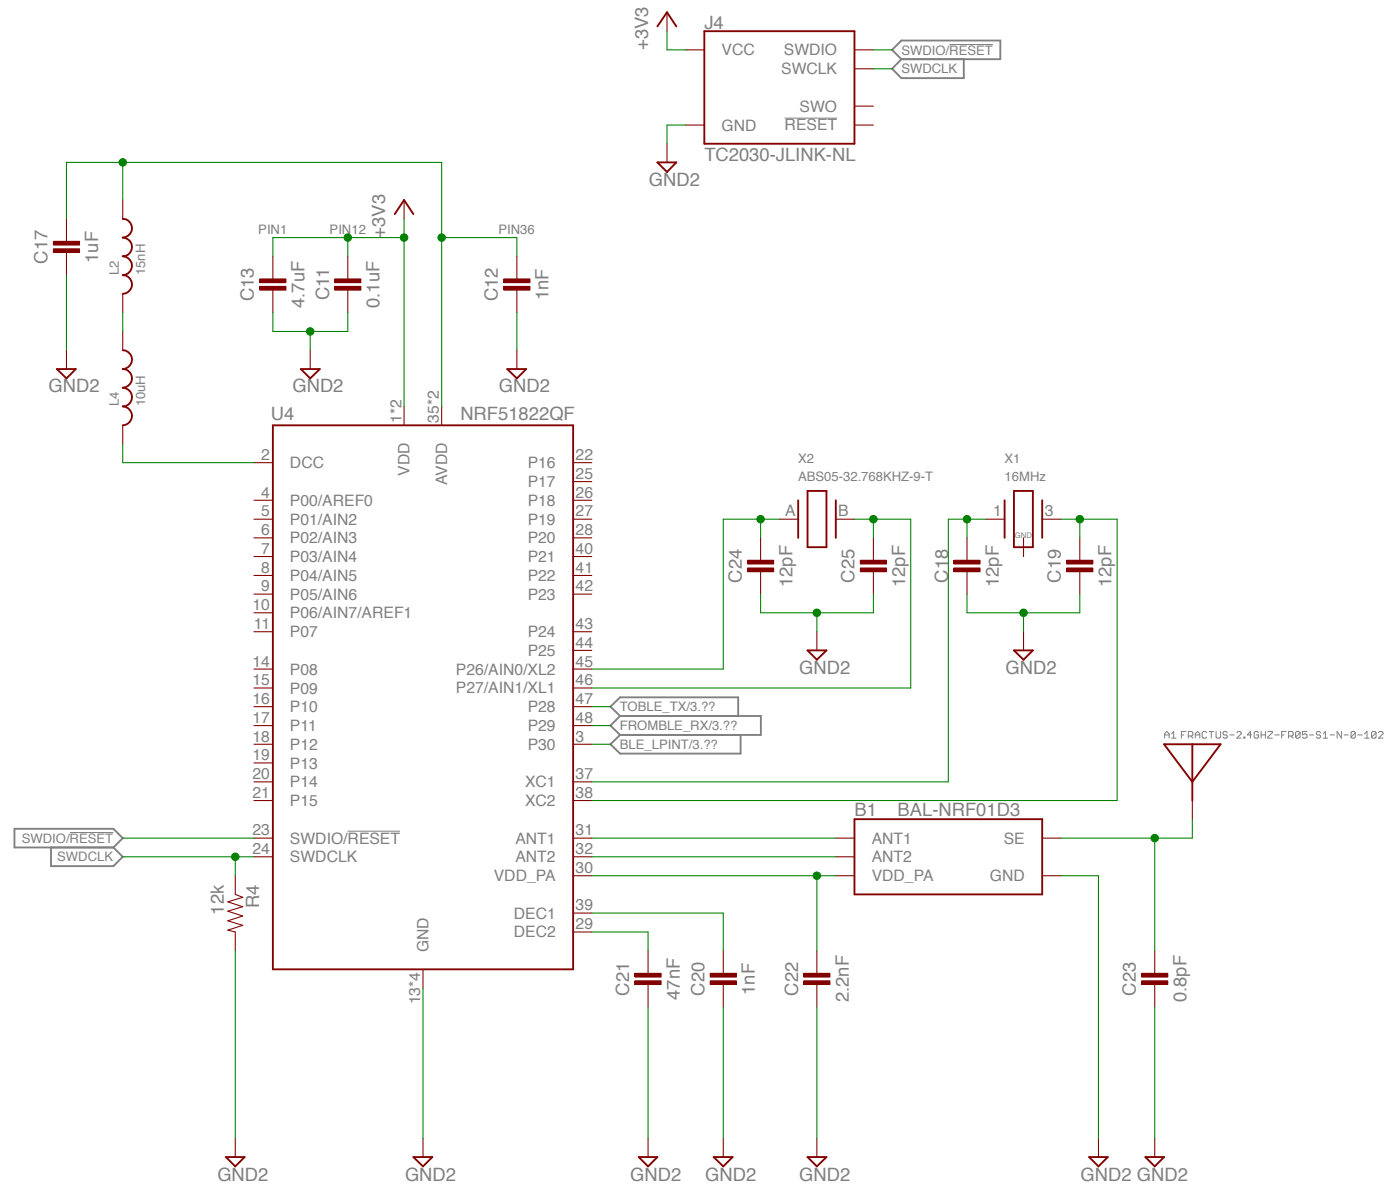 J4
+3V3
VCC
SWDIO
SWDIO/RESET
SWCLK
SWDCLK
SWO
GND
RESET
TC2030-JLINK-NL
GND2
C17
1uF
L2
15nH
L4
10uH
GND2
PIN1
PIN12
+3V3
PIN36
C13
4.7uF
C11
0.1uF
C12
1nF
GND2
GND2
U4
1*2
35*2
NRF51822QF
VDD
AVDD
2
DCC
4
P00/AREF0
5
P01/AIN2
6
P02/AIN3
7
P03/AIN4
8
P04/AIN5
9
P05/AIN6
10
P06/AIN7/AREF1
11
P07
14
P08
15
P09
16
P10
17
P11
18
P12
19
P13
20
P14
21
P15
SWDIO/RESET
23
SWDIO/RESET
SWDCLK
24
SWDCLK
12k
R4
GND2
GND
13*4
GND2
P16
22
P17
25
P18
26
P19
27
P20
28
P21
40
P22
41
P23
42
P24
43
P25
44
P26/AIN0/XL2
45
P27/AIN1/XL1
46
P28
47
TOBLE_TX/3.??
P29
48
FROMBLE_RX/3.??
P30
3
BLE_LPINT/3.??
XC1
37
XC2
38
ANT1
31
ANT2
32
VDD_PA
30
DEC1
39
DEC2
29
X2
ABS05-32.768KHZ-9-T
A
B
C24
12pF
C25
12pF
GND2
X1
16MHz
1
3
GND
C18
12pF
C19
12pF
GND2
B1
BAL-NRF01D3
ANT1
SE
ANT2
VDD_PA
GND
A1 FRACTUS-2.4GHZ-FR05-S1-N-0-102
C21
47nF
C20
1nF
C22
2.2nF
C23
0.8pF
GND2
GND2
GND2
GND2
GND2